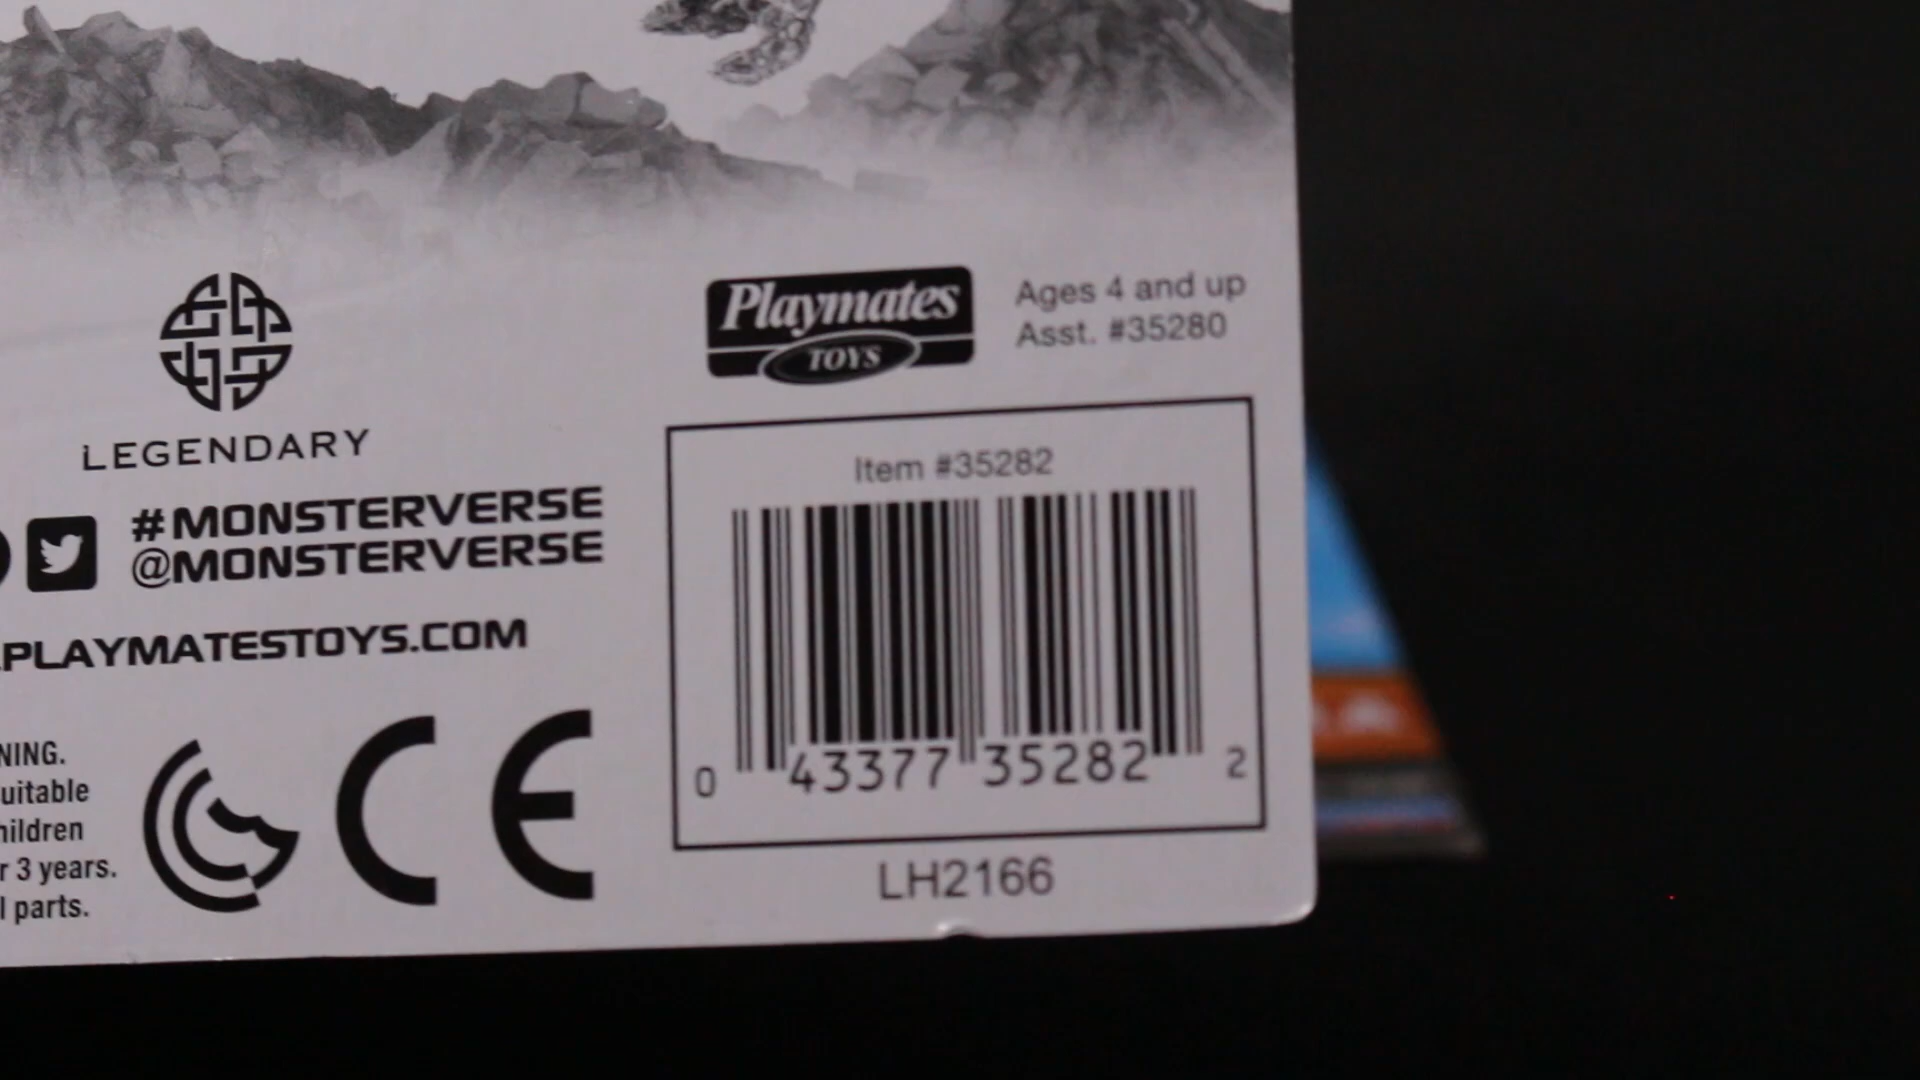 Playmates
TOYS
Ages 4 and up
Asst. #35280
LEGENDARY
#MONSTERVERSE
@MONSTERVERSE
.PLAYMATESTOYS.COM
NING.
uitable
hildren
r 3 years.
l parts.
CE
Item #35282
0 43377 35282 2
LH2166